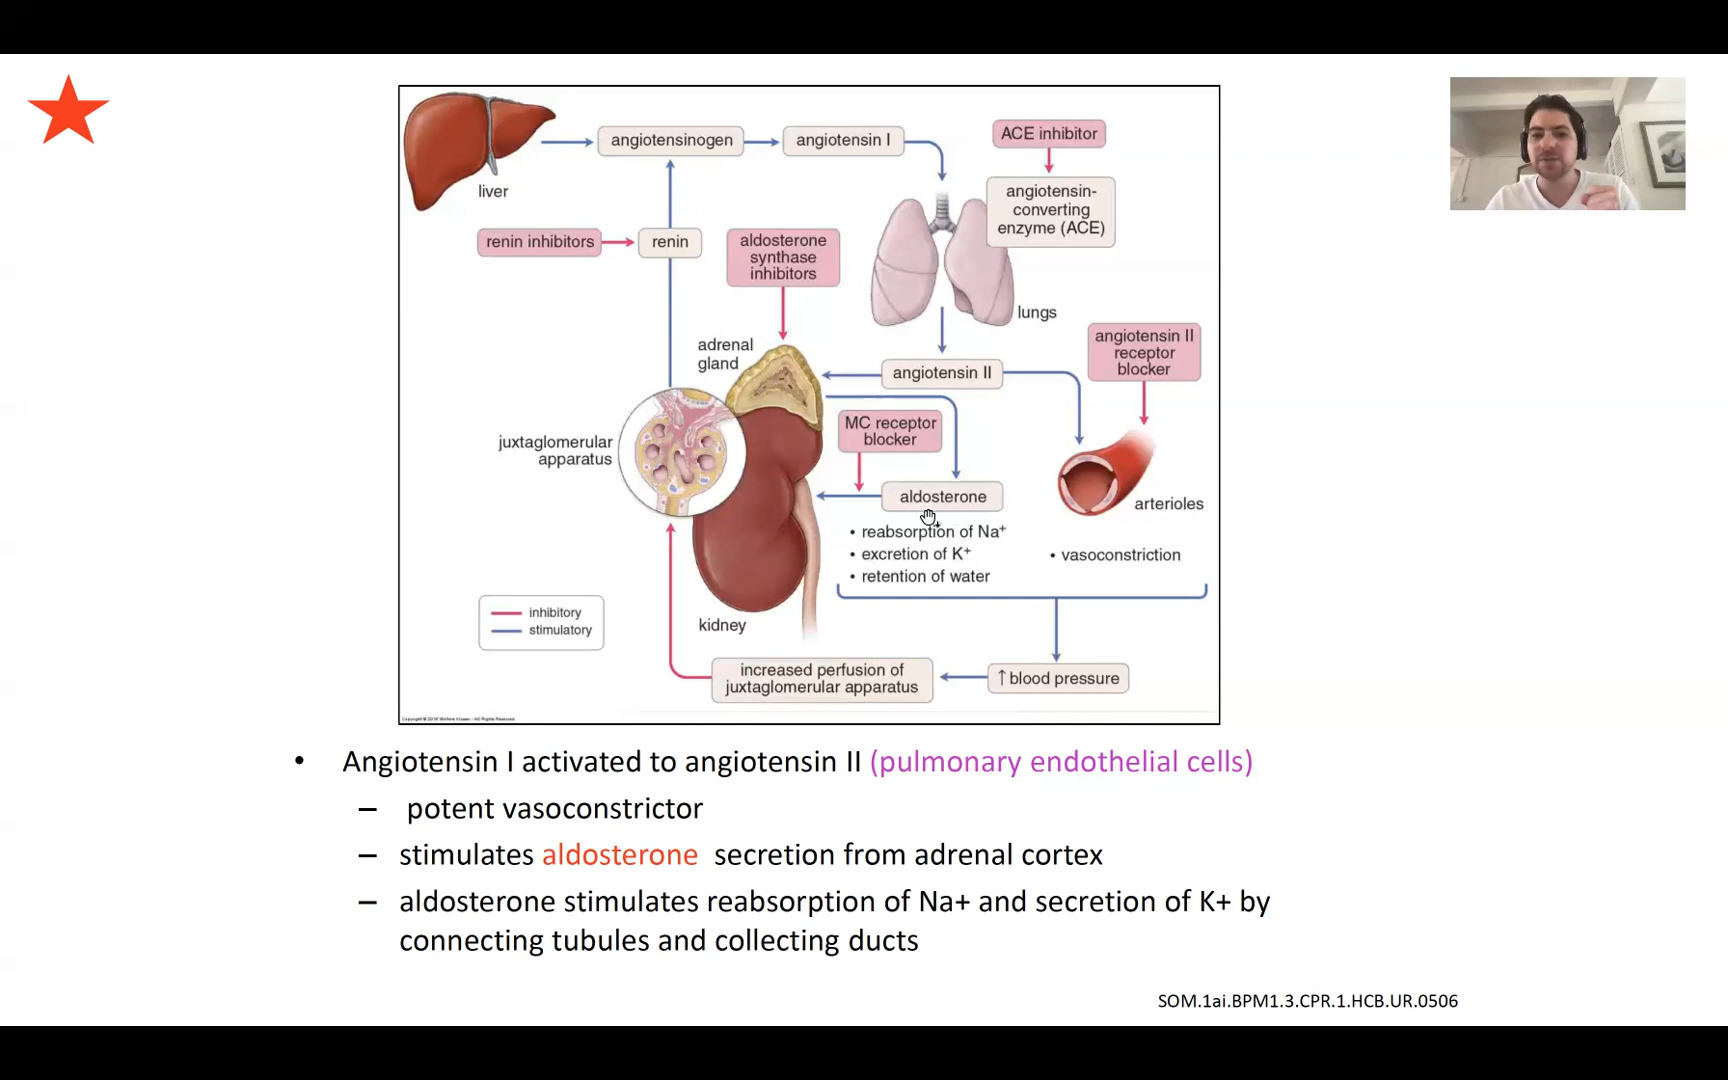 angiotensinogen
angiotensin I
ACE inhibitor
liver
angiotensin-
converting
enzyme (ACE)
renin inhibitors
renin
aldosterone
synthase
inhibitors
lungs
adrenal
gland
angiotensin II
angiotensin II
receptor
blocker
MC receptor
blocker
juxtaglomerular
apparatus
aldosterone
arterioles
• reabsorption of Na⁺
• excretion of K⁺
• retention of water
• vasoconstriction
inhibitory
stimulatory
kidney
increased perfusion of
juxtaglomerular apparatus
↑ blood pressure
• Angiotensin I activated to angiotensin II (pulmonary endothelial cells)
– potent vasoconstrictor
– stimulates aldosterone secretion from adrenal cortex
– aldosterone stimulates reabsorption of Na+ and secretion of K+ by
connecting tubules and collecting ducts
SOM.1ai.BPM1.3.CPR.1.HCB.UR.0506